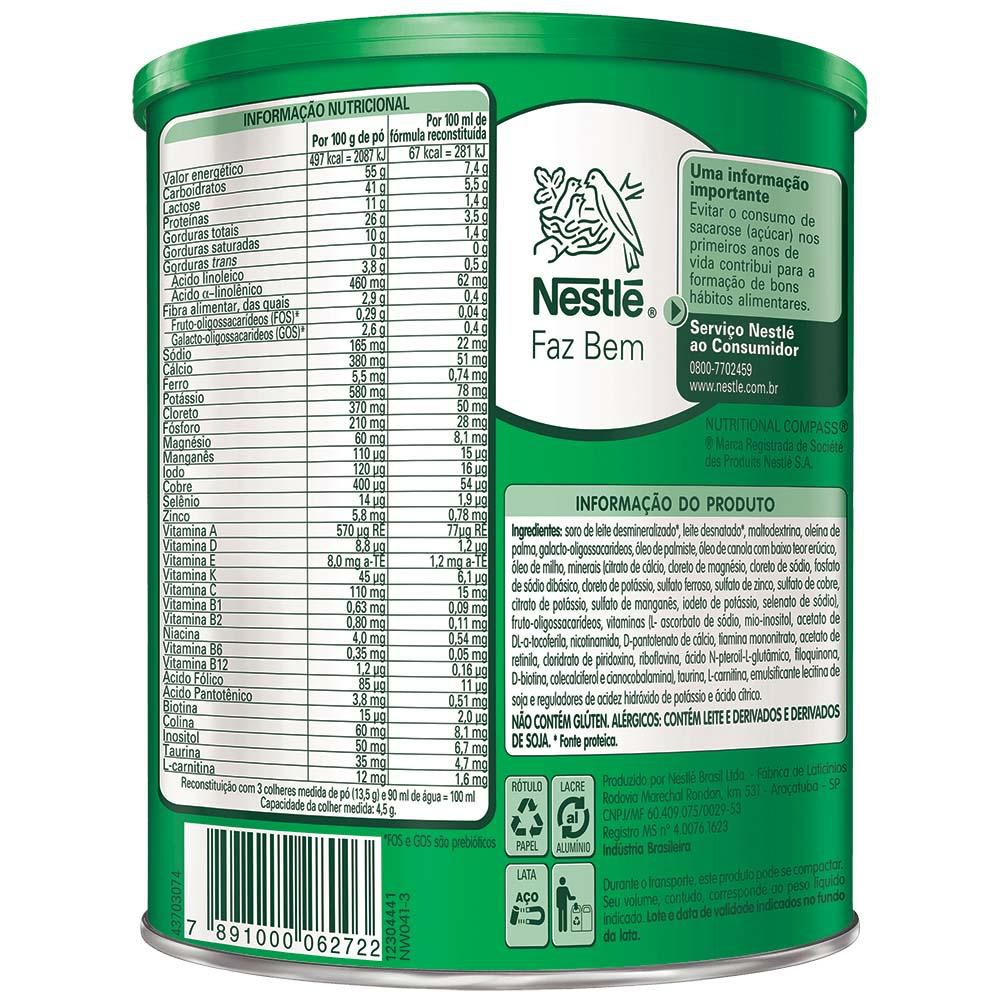 INFORMAÇÃO NUTRICIONAL
Por 100 g de pó Por 100 ml de fórmula reconstituída
Valor energético 497 kcal = 2087 kJ 67 kcal = 281 kJ
Carboidratos 55 g 7,4 g
Lactose 41 g 5,5 g
Proteínas 11 g 1,4 g
Gorduras totais 26 g 3,5 g
Gorduras saturadas 10 g 1,4 g
Gorduras trans 0 g 0 g
Ácido linoleico 3,8 g 0,5 g
Ácido α-linolênico 460 mg 62 mg
Fibra alimentar, das quais 2,9 g 0,4 g
Fruto-oligossacarídeos (FOS)* 0,29 g 0,04 g
Galacto-oligossacarídeos (GOS)* 2,6 g 0,4 g
Sódio 165 mg 22 mg
Cálcio 380 mg 51 mg
Ferro 5,5 mg 0,74 mg
Potássio 580 mg 78 mg
Cloreto 370 mg 50 mg
Fósforo 210 mg 28 mg
Magnésio 60 mg 8,1 mg
Manganês 110 µg 15 µg
Iodo 120 µg 16 µg
Cobre 400 µg 54 µg
Selênio 14 µg 1,9 µg
Zinco 5,8 mg 0,78 mg
Vitamina A 570 µg RE 77µg RE
Vitamina D 8,8 µg 1,2 µg
Vitamina E 8,0 mg a-TE 1,2 mg a-TE
Vitamina K 45 µg 6,1 µg
Vitamina C 110 mg 15 mg
Vitamina B1 0,63 mg 0,09 mg
Vitamina B2 0,80 mg 0,11 mg
Niacina 4,0 mg 0,54 mg
Vitamina B6 0,35 mg 0,05 mg
Vitamina B12 1,2 µg 0,16 µg
Ácido Fólico 85 µg 11 µg
Ácido Pantotênico 3,8 mg 0,51 mg
Biotina 15 µg 2,0 µg
Colina 60 mg 8,1 mg
Inositol 50 mg 6,7 mg
Taurina 35 mg 4,7 mg
L-carnitina 12 mg 1,6 mg
Reconstituição com 3 colheres medida de pó (13,5 g) e 90 ml de água = 100 ml
Capacidade da colher medida: 4,5 g.
*FOS e GOS são prebióticos
43703074
7 891000 062722
12304441
NW041-3
Nestlé®
Faz Bem
Uma informação
importante
Evitar o consumo de
sacarose (açúcar) nos
primeiros anos de
vida contribui para a
formação de bons
hábitos alimentares.
Serviço Nestlé
ao Consumidor
0800-7702459
www.nestle.com.br
NUTRITIONAL COMPASS®
® Marca Registrada de Société
des Produits Nestlé S.A.
INFORMAÇÃO DO PRODUTO
Ingredientes: soro de leite desmineralizado*, leite desnatado*, maltodextrina, oleína de
palma, galacto-oligossacarídeos, óleo de palmiste, óleo de canola com baixo teor erúcico,
óleo de milho, minerais (citrato de cálcio, cloreto de magnésio, cloreto de sódio, fosfato
de sódio dibásico, cloreto de potássio, sulfato ferroso, sulfato de zinco, sulfato de cobre,
citrato de potássio, sulfato de manganês, iodeto de potássio, selenato de sódio),
fruto-oligossacarídeos, vitaminas (L- ascorbato de sódio, mio-inositol, acetato de
DL-α-tocoferila, nicotinamida, D-pantotenato de cálcio, tiamina mononitrato, acetato de
retinila, cloridrato de piridoxina, riboflavina, ácido N-pteroil-L-glutâmico, filoquinona,
D-biotina, colecalciferol e cianocobalamina), taurina, L-carnitina, emulsificante lecitina de
soja e reguladores de acidez hidróxido de potássio e ácido cítrico.
NÃO CONTÉM GLÚTEN. ALÉRGICOS: CONTÉM LEITE E DERIVADOS E DERIVADOS
DE SOJA. * Fonte proteica.
RÓTULO
PAPEL
LACRE
al
ALUMÍNIO
LATA
AÇO
Produzido por Nestlé Brasil Ltda. - Fábrica de Laticínios
Rodovia Marechal Rondon, km 531 - Araçatuba - SP
CNPJ/MF 60.409.075/0029-53
Registro MS nº 4.0076.1623
Indústria Brasileira
Durante o transporte, este produto pode se compactar.
Seu volume, contudo, corresponde ao peso líquido
indicado. Lote e data de validade indicados no fundo
da lata.